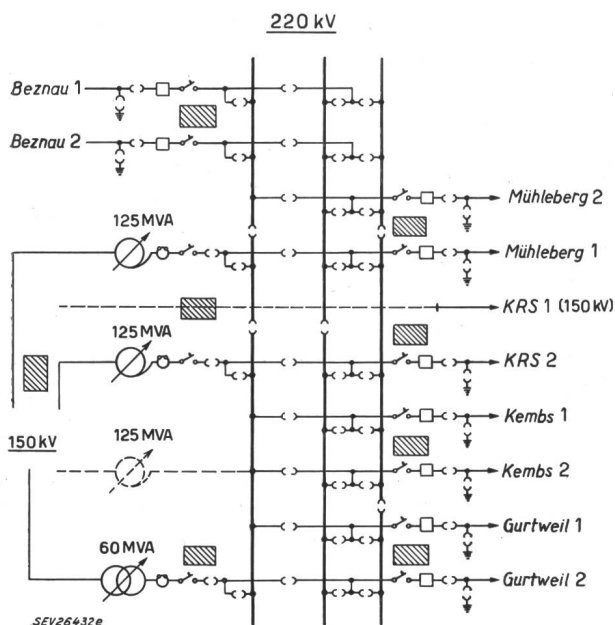 220 kV
Beznau 1
Beznau 2
Mühleberg 2
125 MVA
Mühleberg 1
KRS 1 (150 kV)
125 MVA
KRS 2
Kembs 1
150 kV
125 MVA
Kembs 2
Gurtweil 1
60 MVA
Gurtweil 2
SEV26432e